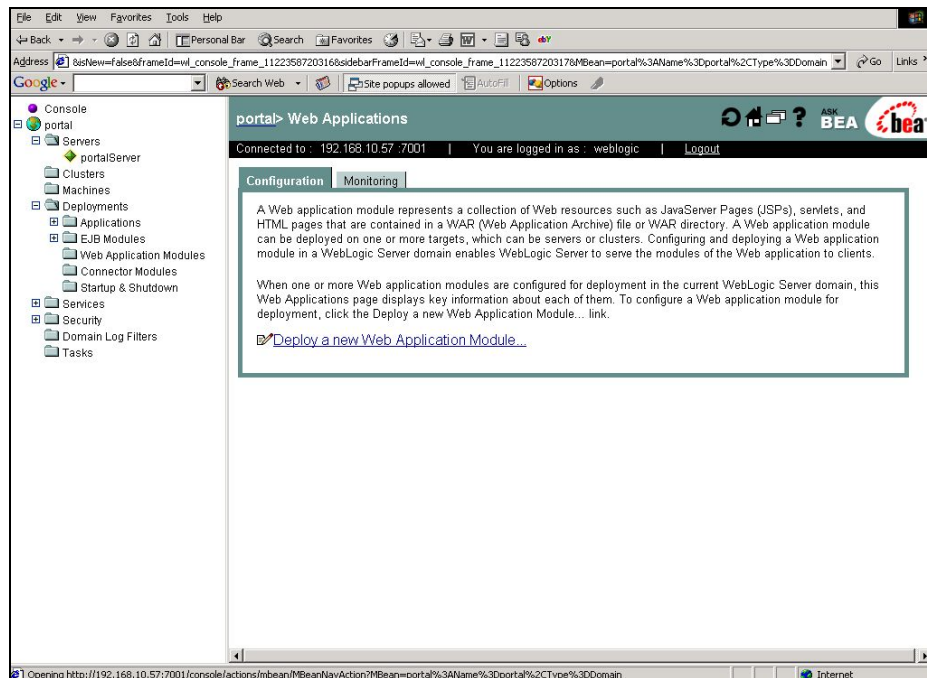 File Edit View Favorites Tools Help
Back Personal Bar Search Favorites
Address &isNew=false&frameId=wl_console_frame_1122358720316&sidebarFrameId=wl_console_frame_1122358720317&MBean=portal%3AName%3Dportal%2CType%3DDomain Go Links
Google Search Web Site popups allowed AutoFill Options
Console
portal
Servers
portalServer
Clusters
Machines
Deployments
Applications
EJB Modules
Web Application Modules
Connector Modules
Startup & Shutdown
Services
Security
Domain Log Filters
Tasks
portal> Web Applications
ASK BEA
bea
Connected to : 192.168.10.57 :7001 | You are logged in as : weblogic | Logout
Configuration Monitoring
A Web application module represents a collection of Web resources such as JavaServer Pages (JSPs), servlets, and
HTML pages that are contained in a WAR (Web Application Archive) file or WAR directory. A Web application module
can be deployed on one or more targets, which can be servers or clusters. Configuring and deploying a Web application
module in a WebLogic Server domain enables WebLogic Server to serve the modules of the Web application to clients.
When one or more Web application modules are configured for deployment in the current WebLogic Server domain, this
Web Applications page displays key information about each of them. To configure a Web application module for
deployment, click the Deploy a new Web Application Module... link.
Deploy a new Web Application Module...
Opening http://192.168.10.57:7001/console/actions/mbean/MBeanNavAction?MBean=portal%3AName%3Dportal%2CType%3DDomain Internet